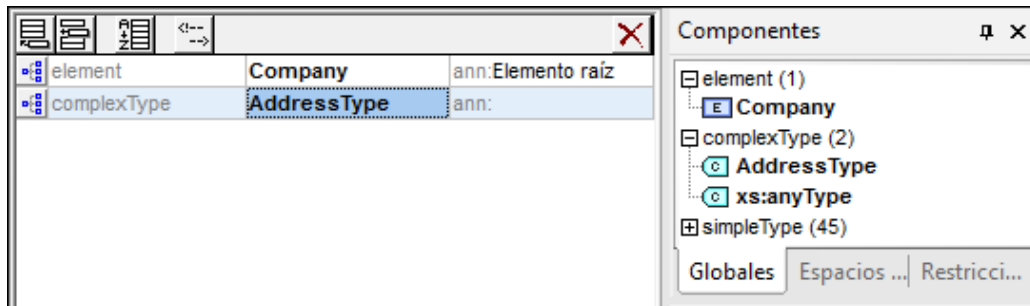 Componentes
element Company ann:Elemento raíz
complexType AddressType ann:
element (1)
Company
complexType (2)
AddressType
xs:anyType
simpleType (45)
Globales Espacios ... Restricci...